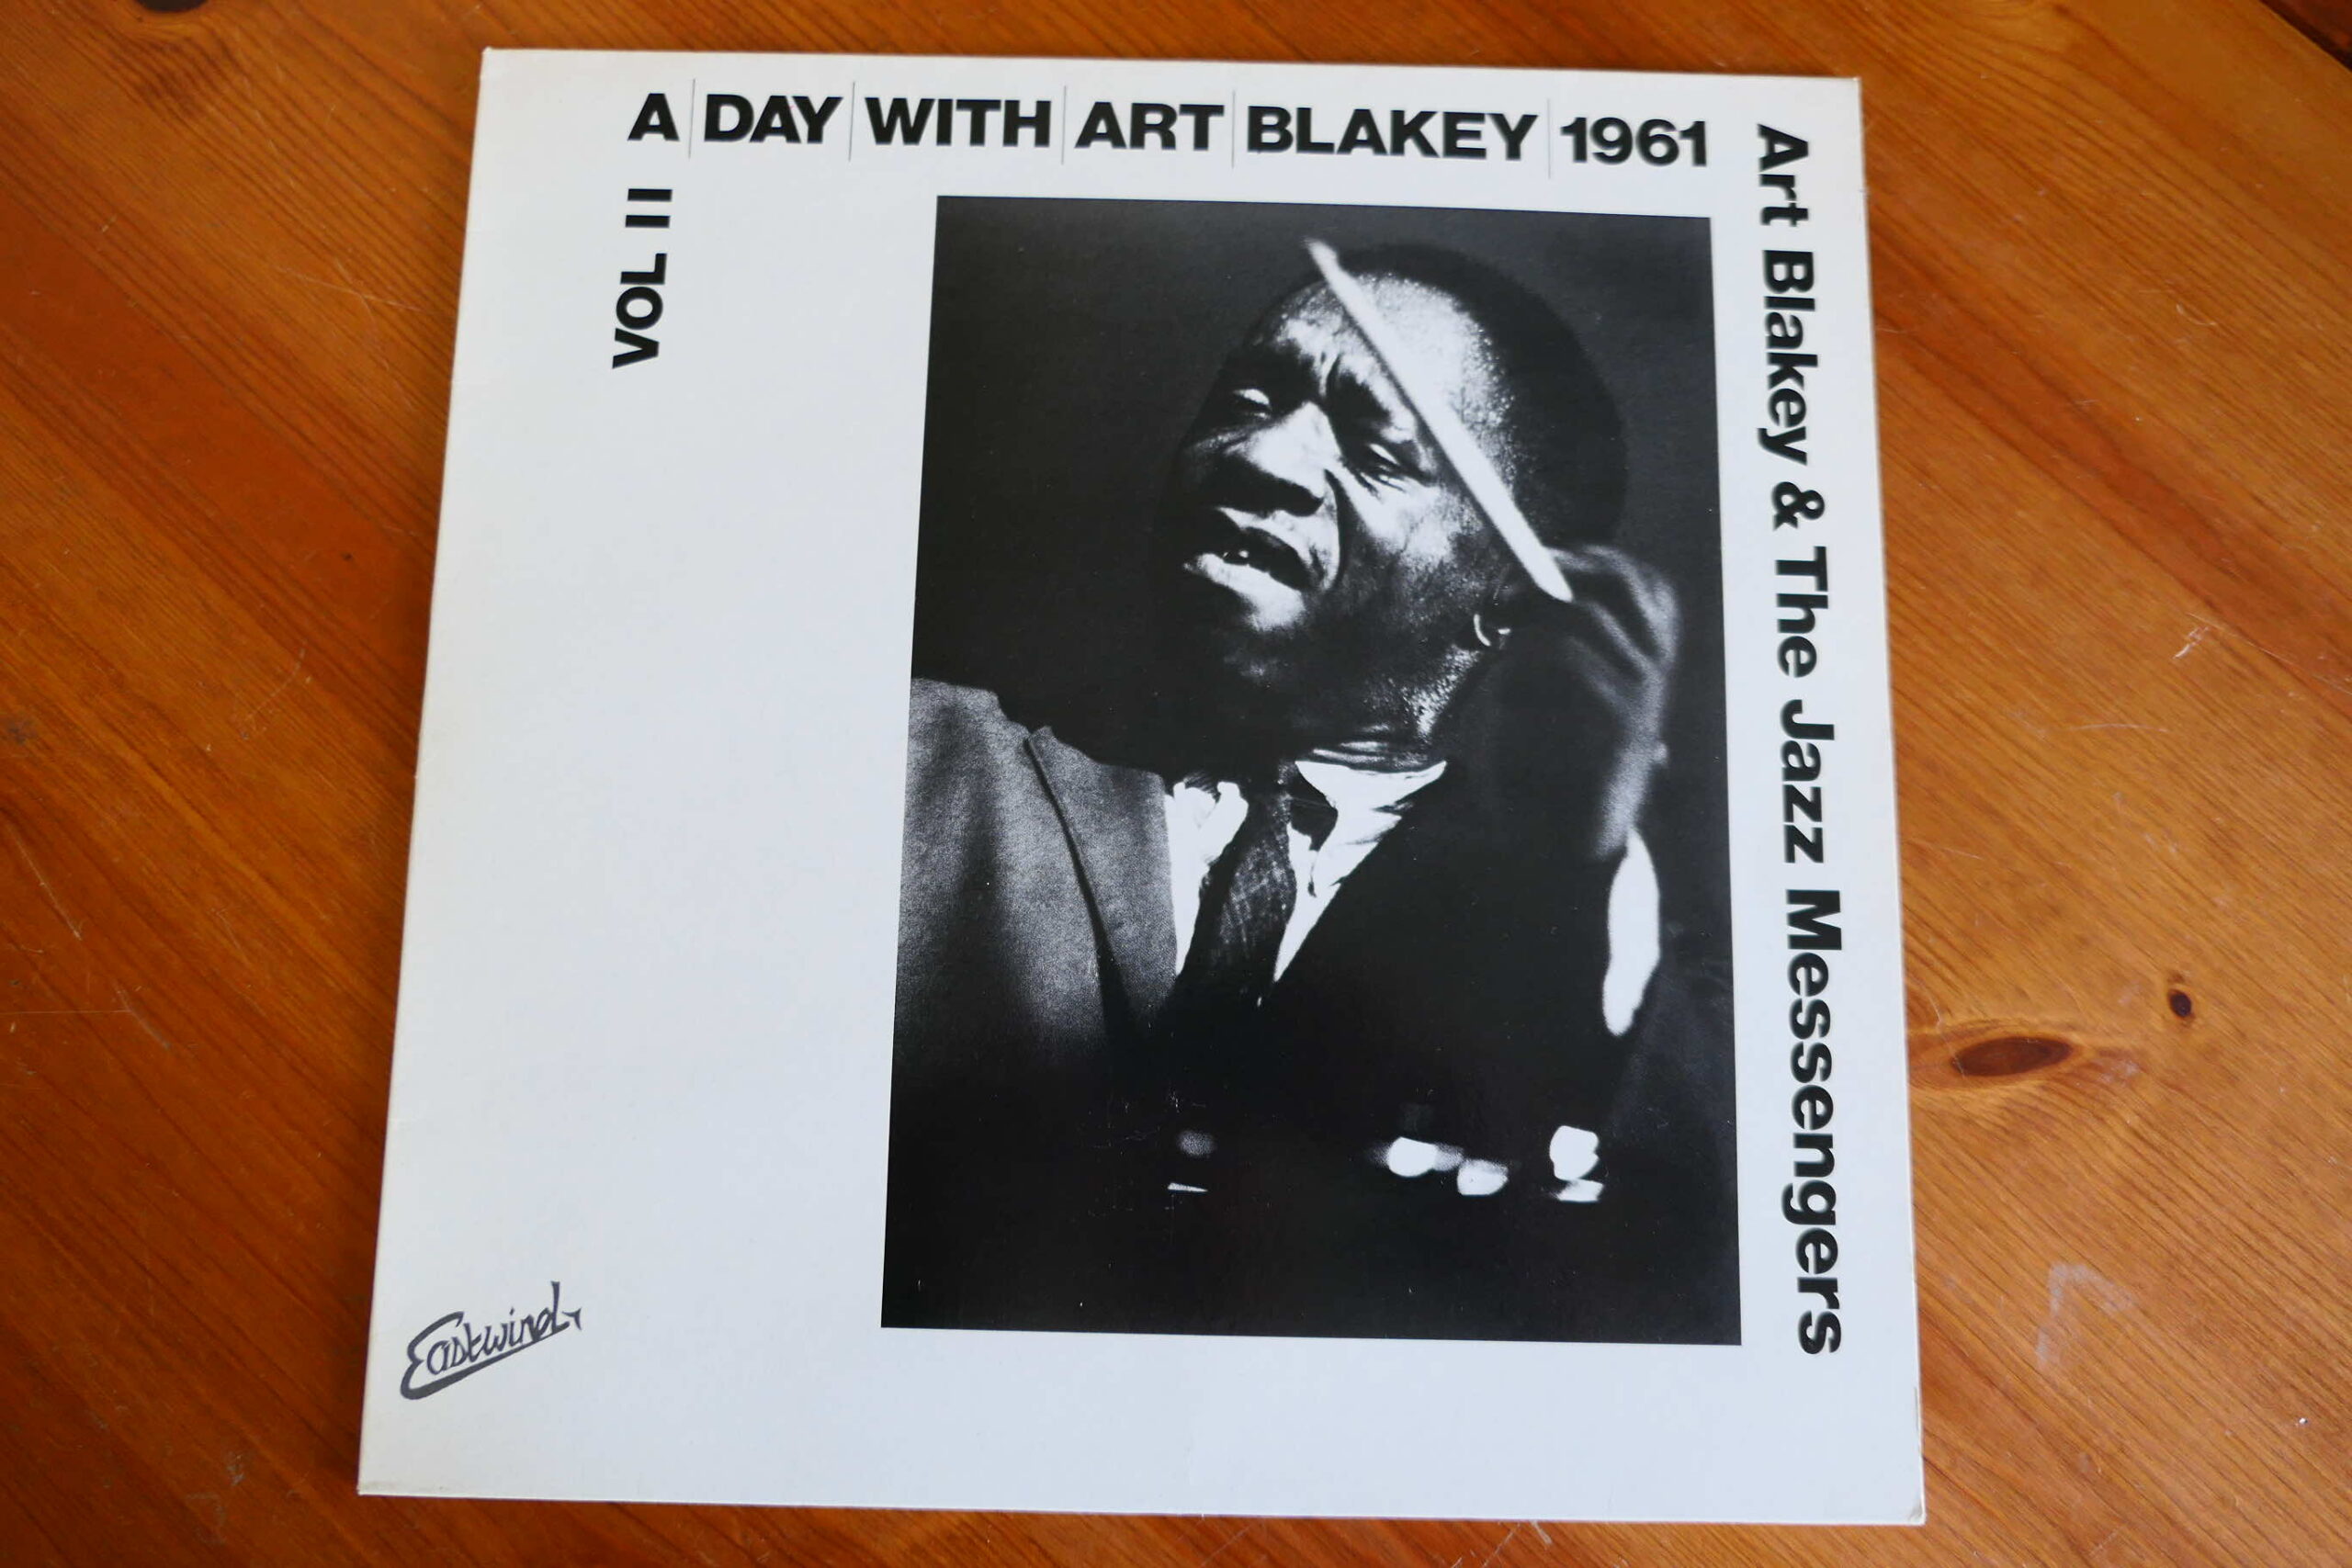 A DAY WITH ART BLAKEY 1961
VOL II
Art Blakey & The Jazz Messengers
Eastwind